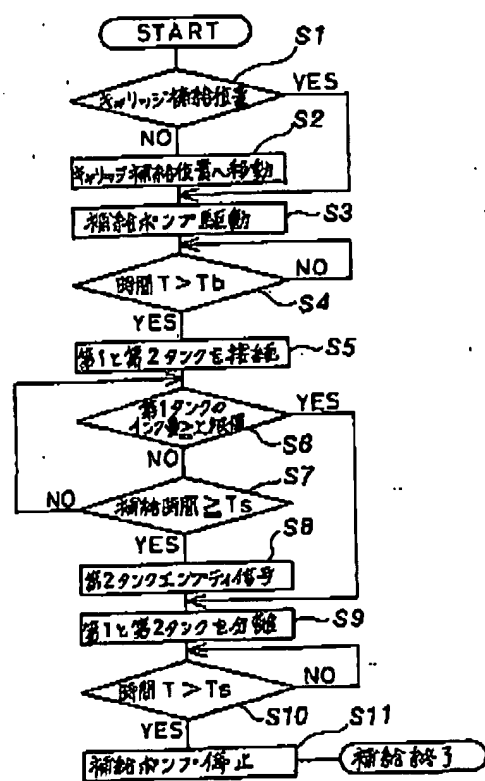 START
S1
キャリッジ補給位置
YES
NO
S2
キャリッジ補給位置へ移動
補給ポンプ駆動
S3
NO
時間T>Tb
S4
YES
第1と第2タンクを接続
S5
第1タンクの
インク量≧上限値
YES
S6
NO
S7
補給時間≧Ts
NO
YES
S8
第2タンクエンプティ信号
第1と第2タンクを分離
S9
NO
時間T>Ts
S10
YES
S11
補給ポンプ停止
補給終了